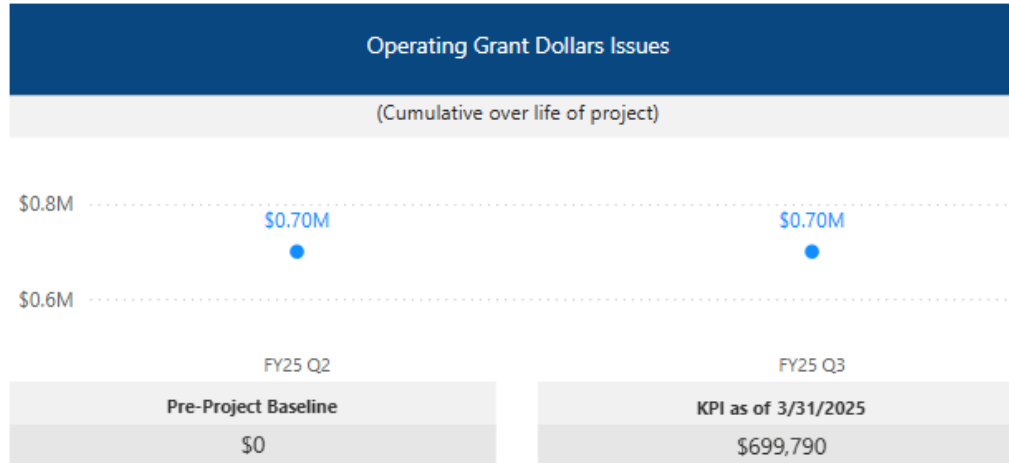 Operating Grant Dollars Issues
(Cumulative over life of project)
$0.8M
$0.70M $0.70M
$0.6M
FY25 Q2 FY25 Q3
Pre-Project Baseline KPI as of 3/31/2025
$0 $699,790